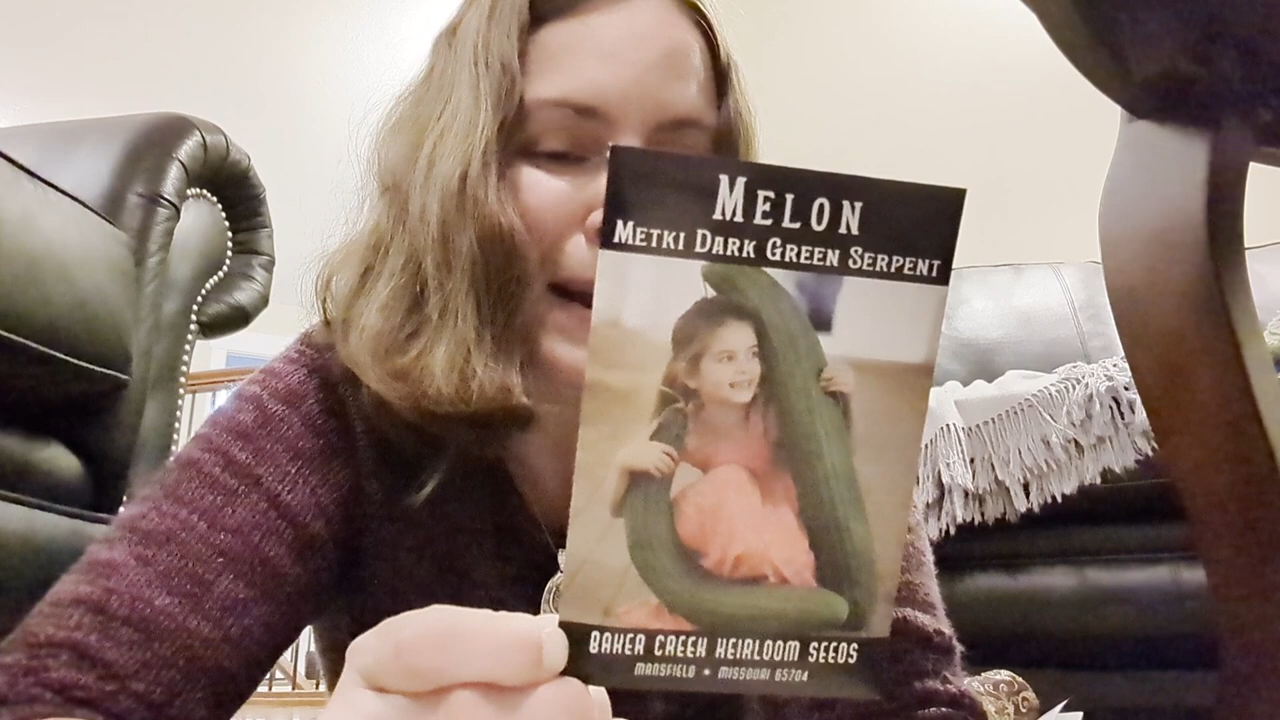 MELON
METKI DARK GREEN SERPENT
BAKER CREEK HEIRLOOM SEEDS
MANSFIELD • MISSOURI 65704